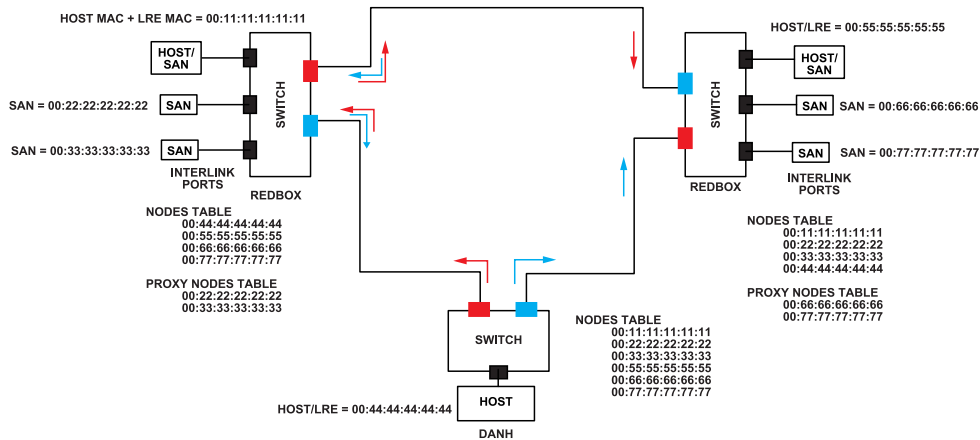 HOST MAC + LRE MAC = 00:11:11:11:11:11
HOST/
SAN
SAN = 00:22:22:22:22:22
SAN
SAN = 00:33:33:33:33:33
SAN
SWITCH
INTERLINK
PORTS
REDBOX
NODES TABLE
00:44:44:44:44:44
00:55:55:55:55:55
00:66:66:66:66:66
00:77:77:77:77:77
PROXY NODES TABLE
00:22:22:22:22:22
00:33:33:33:33:33
HOST/LRE = 00:55:55:55:55:55
HOST/
SAN
SAN
SAN = 00:66:66:66:66:66
SAN
SAN = 00:77:77:77:77:77
SWITCH
INTERLINK
PORTS
REDBOX
NODES TABLE
00:11:11:11:11:11
00:22:22:22:22:22
00:33:33:33:33:33
00:44:44:44:44:44
PROXY NODES TABLE
00:66:66:66:66:66
00:77:77:77:77:77
SWITCH
HOST
HOST/LRE = 00:44:44:44:44:44
DANH
NODES TABLE
00:11:11:11:11:11
00:22:22:22:22:22
00:33:33:33:33:33
00:55:55:55:55:55
00:66:66:66:66:66
00:77:77:77:77:77